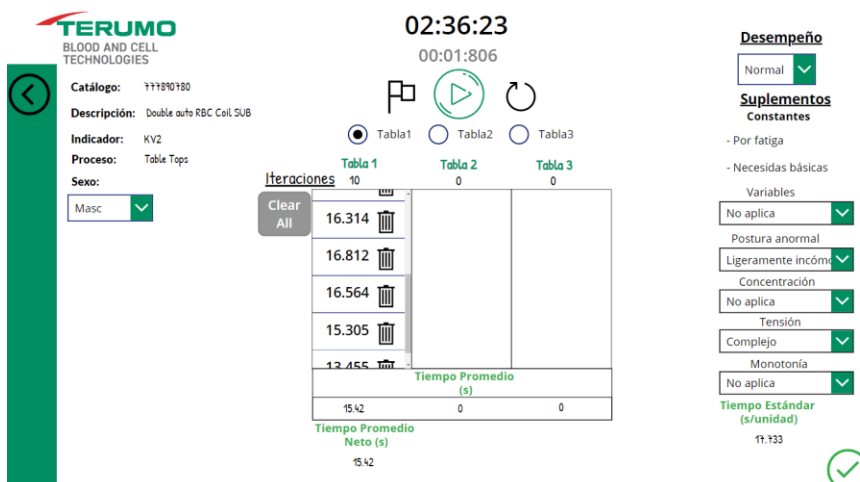 TERUMO
BLOOD AND CELL
TECHNOLOGIES
02:36:23
00:01:806
Catálogo: 777890780
Descripción: Double auto RBC Coil SUB
Indicador: KV2
Proceso: Table Tops
Sexo:
Masc
Tabla1 Tabla2 Tabla3
Tabla 1 Tabla 2 Tabla 3
Iteraciones 10 0 0
Clear
All
16.314
16.812
16.564
15.305
13.455
Tiempo Promedio
(s)
15.42 0 0
Tiempo Promedio
Neto (s)
15.42
Desempeño
Normal
Suplementos
Constantes
- Por fatiga
- Necesidas básicas
Variables
No aplica
Postura anormal
Ligeramente incómo
Concentración
No aplica
Tensión
Complejo
Monotonía
No aplica
Tiempo Estándar
(s/unidad)
17.733